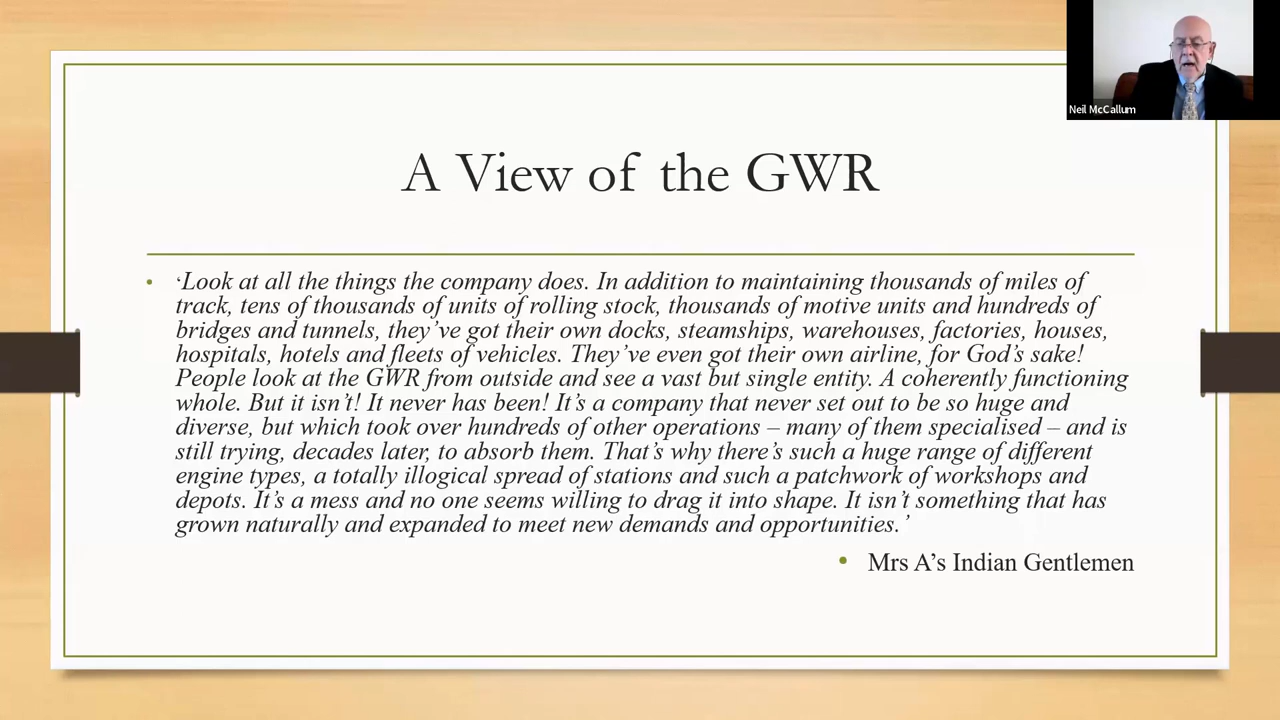 Neil McCallum
A View of the GWR
• ‘Look at all the things the company does. In addition to maintaining thousands of miles of
track, tens of thousands of units of rolling stock, thousands of motive units and hundreds of
bridges and tunnels, they’ve got their own docks, steamships, warehouses, factories, houses,
hospitals, hotels and fleets of vehicles. They’ve even got their own airline, for God’s sake!
People look at the GWR from outside and see a vast but single entity. A coherently functioning
whole. But it isn’t! It never has been! It’s a company that never set out to be so huge and
diverse, but which took over hundreds of other operations – many of them specialised – and is
still trying, decades later, to absorb them. That’s why there’s such a huge range of different
engine types, a totally illogical spread of stations and such a patchwork of workshops and
depots. It’s a mess and no one seems willing to drag it into shape. It isn’t something that has
grown naturally and expanded to meet new demands and opportunities.’
• Mrs A’s Indian Gentlemen